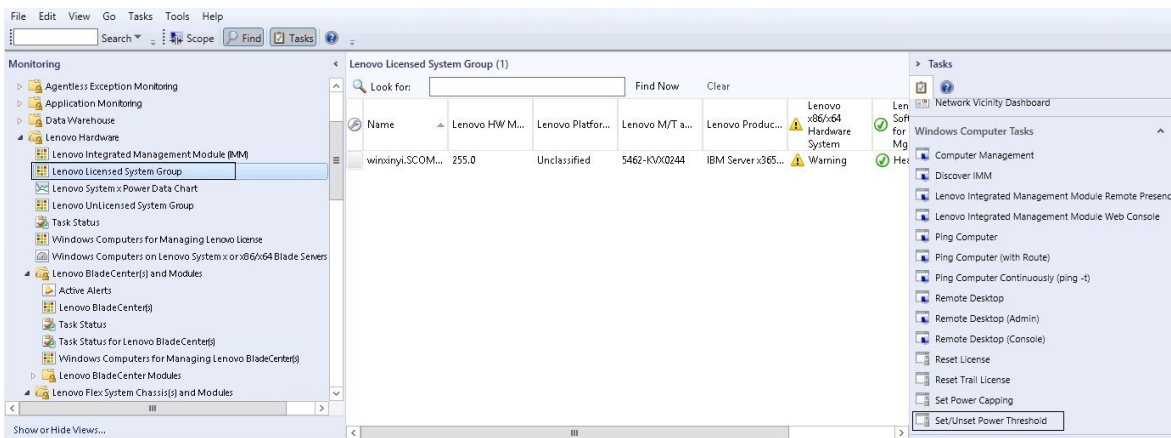 File Edit View Go Tasks Tools Help
Search Scope Find Tasks
Monitoring
Agentless Exception Monitoring
Application Monitoring
Data Warehouse
Lenovo Hardware
Lenovo Integrated Management Module (IMM)
Lenovo Licensed System Group
Lenovo System x Power Data Chart
Lenovo UnLicensed System Group
Task Status
Windows Computers for Managing Lenovo License
Windows Computers on Lenovo System x or x86/x64 Blade Servers
Lenovo BladeCenter(s) and Modules
Active Alerts
Lenovo BladeCenter(s)
Task Status
Task Status for Lenovo BladeCenter(s)
Windows Computers for Managing Lenovo BladeCenter(s)
Lenovo BladeCenter Modules
Lenovo Flex System Chassis(s) and Modules
Show or Hide Views...
Lenovo Licensed System Group (1)
Look for: Find Now Clear
Name Lenovo HW M... Lenovo Platfor... Lenovo M/T a... Lenovo Produc... Lenovo x86/x64 Hardware System Len Soft for Mg
winxinyi.SCOM... 255.0 Unclassified 5462-KVX0244 IBM Server x365... Warning Hea
Tasks
Network Vicinity Dashboard
Windows Computer Tasks
Computer Management
Discover IMM
Lenovo Integrated Management Module Remote Presenc
Lenovo Integrated Management Module Web Console
Ping Computer
Ping Computer (with Route)
Ping Computer Continuously (ping -t)
Remote Desktop
Remote Desktop (Admin)
Remote Desktop (Console)
Reset License
Reset Trail License
Set Power Capping
Set/Unset Power Threshold